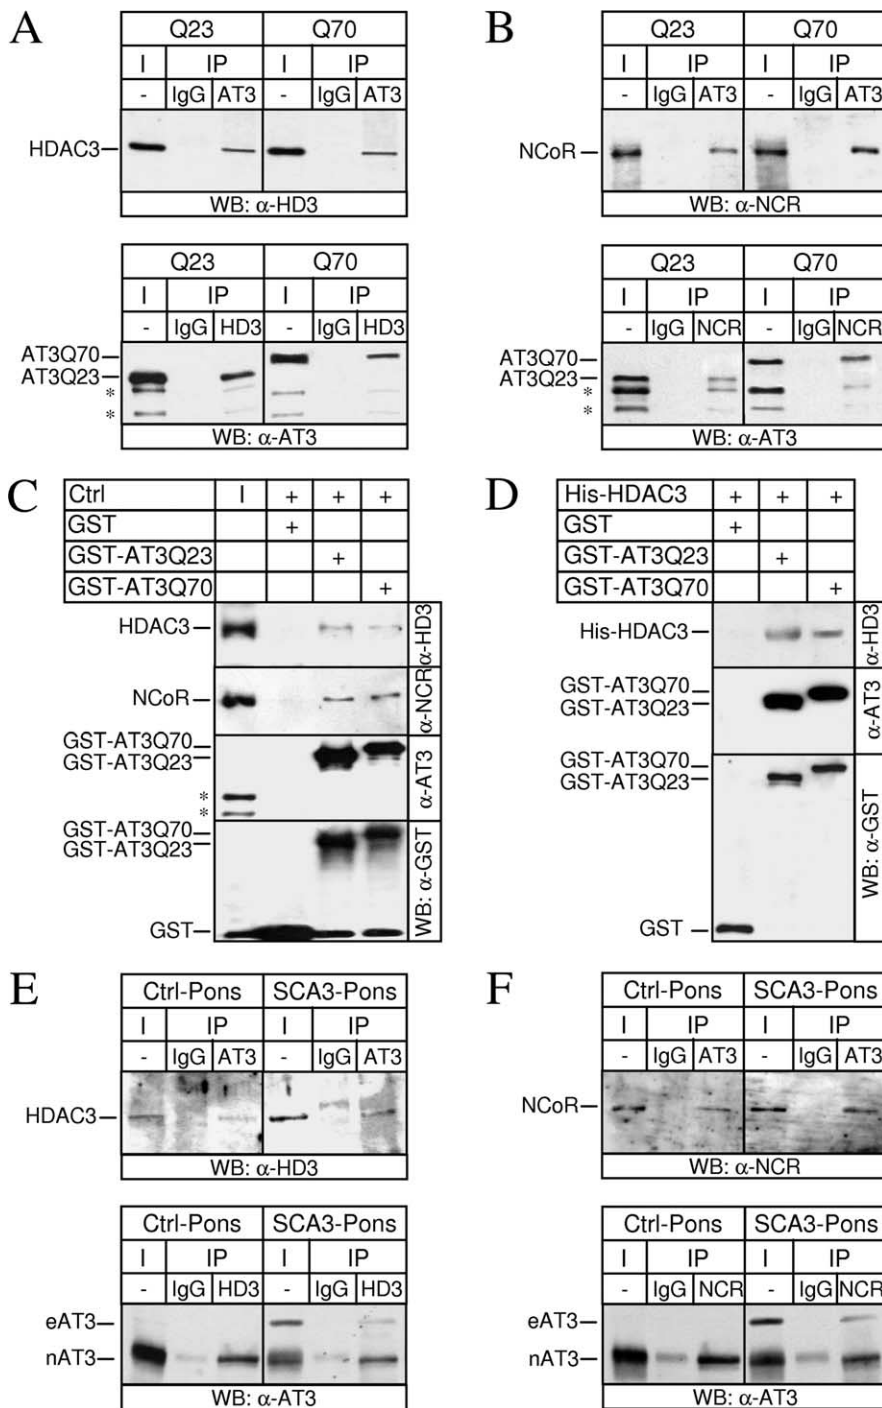 A
Q23 Q70
I IP I IP
- IgG AT3 - IgG AT3
HDAC3
WB: α-HD3
Q23 Q70
I IP I IP
- IgG HD3 - IgG HD3
AT3Q70
AT3Q23
*
*
WB: α-AT3
B
Q23 Q70
I IP I IP
- IgG AT3 - IgG AT3
NCoR
WB: α-NCR
Q23 Q70
I IP I IP
- IgG NCR - IgG NCR
AT3Q70
AT3Q23
*
*
WB: α-AT3
C
Ctrl I + + +
GST +
GST-AT3Q23 +
GST-AT3Q70 +
HDAC3 α-HD3
NCoR α-NCR
GST-AT3Q70
GST-AT3Q23
α-AT3
*
*
GST-AT3Q70
GST-AT3Q23
WB: α-GST
GST
D
His-HDAC3 + + +
GST +
GST-AT3Q23 +
GST-AT3Q70 +
His-HDAC3 α-HD3
GST-AT3Q70
GST-AT3Q23
α-AT3
GST-AT3Q70
GST-AT3Q23
WB: α-GST
GST
E
Ctrl-Pons SCA3-Pons
I IP I IP
- IgG AT3 - IgG AT3
HDAC3
WB: α-HD3
Ctrl-Pons SCA3-Pons
I IP I IP
- IgG HD3 - IgG HD3
eAT3
nAT3
WB: α-AT3
F
Ctrl-Pons SCA3-Pons
I IP I IP
- IgG AT3 - IgG AT3
NCoR
WB: α-NCR
Ctrl-Pons SCA3-Pons
I IP I IP
- IgG NCR - IgG NCR
eAT3
nAT3
WB: α-AT3